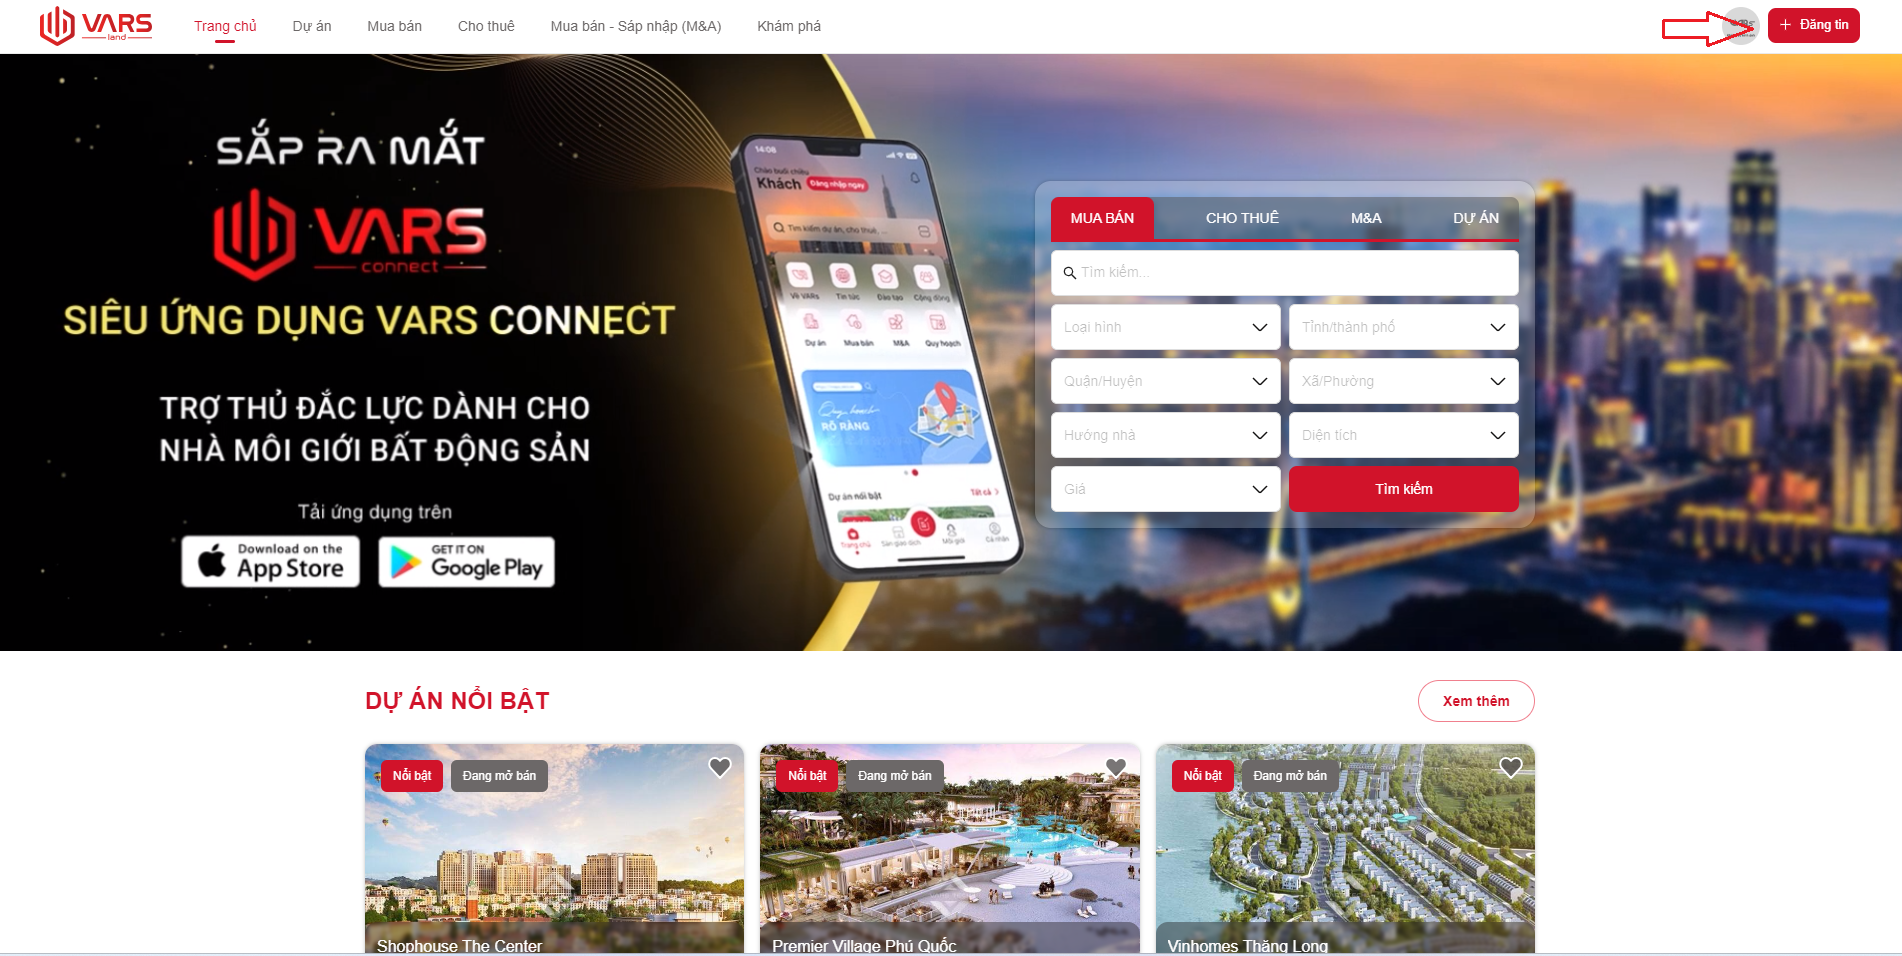 VARS
land
Trang chủ
Dự án
Mua bán
Cho thuê
Mua bán - Sáp nhập (M&A)
Khám phá
+ Đăng tin
SẮP RA MẮT
VARS
connect
SIÊU ỨNG DỤNG VARS CONNECT
TRỢ THỦ ĐẮC LỰC DÀNH CHO
NHÀ MÔI GIỚI BẤT ĐỘNG SẢN
Tải ứng dụng trên
Download on the
App Store
GET IT ON
Google Play
14:08
Chào buổi chiều
Khách
Đăng nhập ngay
Tìm kiếm dự án, cho thuê, ...
Về VARs
Tin tức
Đào tạo
Cộng đồng
Dự án
Mua bán
M&A
Quy hoạch
Quy hoạch
RÕ RÀNG
Dự án nổi bật
Tất cả
Trang chủ
Sàn giao dịch
Môi giới
Cá nhân
MUA BÁN
CHO THUÊ
M&A
DỰ ÁN
Tìm kiếm...
Loại hình
Tỉnh/thành phố
Quận/Huyện
Xã/Phường
Hướng nhà
Diện tích
Giá
Tìm kiếm
DỰ ÁN NỔI BẬT
Xem thêm
Nổi bật
Đang mở bán
Nổi bật
Đang mở bán
Nổi bật
Đang mở bán
Shophouse The Center
Premier Village Phú Quốc
Vinhomes Thăng Long